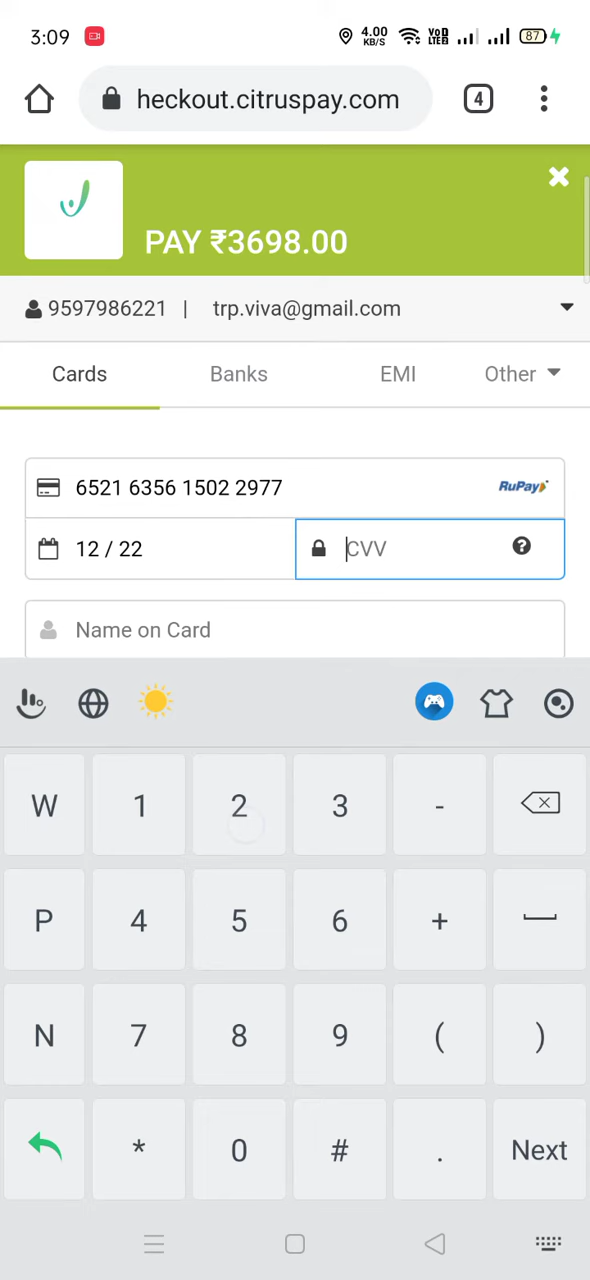 3:09 4.00 KB/S VoD LTE2 87
heckout.citruspay.com 4
PAY ₹3698.00
9597986221 | trp.viva@gmail.com
Cards Banks EMI Other
6521 6356 1502 2977 RuPay
12 / 22 CVV ?
Name on Card
W 1 2 3 -
P 4 5 6 +
N 7 8 9 ( )
* 0 # . Next